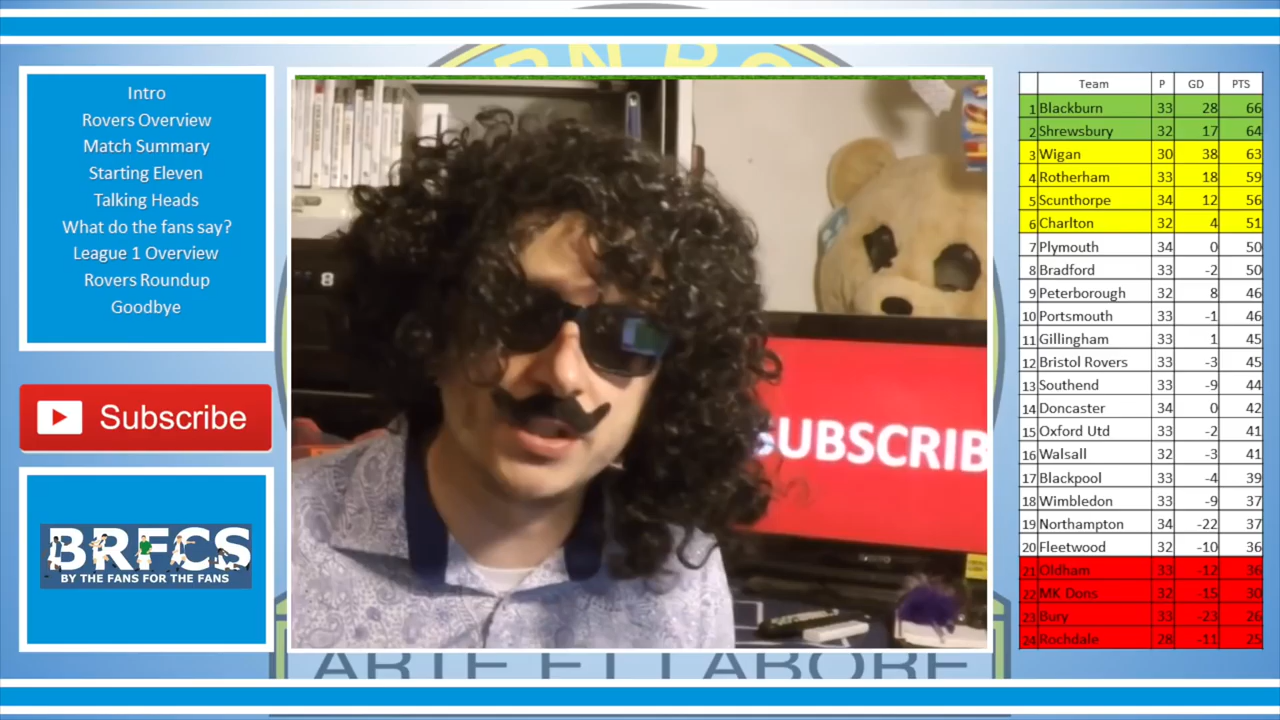 RN RO
Intro
Rovers Overview
Match Summary
Starting Eleven
Talking Heads
What do the fans say?
League 1 Overview
Rovers Roundup
Goodbye
Subscribe
BRFCS
BY THE FANS FOR THE FANS
8
SUBSCRIB
ARTE ET LABORE
Team P GD PTS
1 Blackburn 33 28 66
2 Shrewsbury 32 17 64
3 Wigan 30 38 63
4 Rotherham 33 18 59
5 Scunthorpe 34 12 56
6 Charlton 32 4 51
7 Plymouth 34 0 50
8 Bradford 33 -2 50
9 Peterborough 32 8 46
10 Portsmouth 33 -1 46
11 Gillingham 33 1 45
12 Bristol Rovers 33 -3 45
13 Southend 33 -9 44
14 Doncaster 34 0 42
15 Oxford Utd 33 -2 41
16 Walsall 32 -3 41
17 Blackpool 33 -4 39
18 Wimbledon 33 -9 37
19 Northampton 34 -22 37
20 Fleetwood 32 -10 36
21 Oldham 33 -12 36
22 MK Dons 32 -15 30
23 Bury 33 -23 26
24 Rochdale 28 -11 25